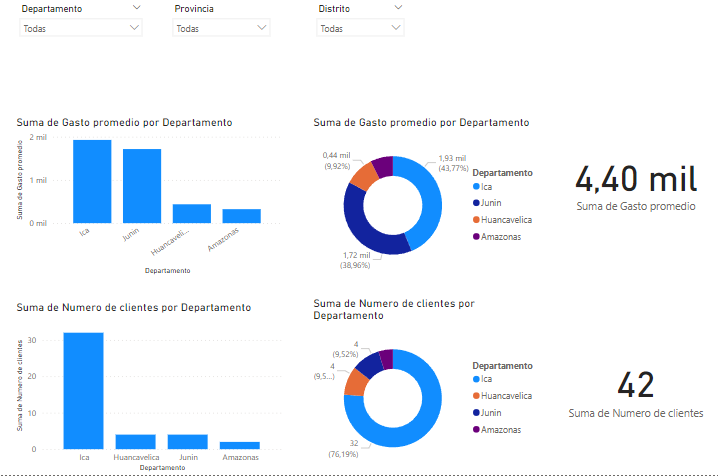 Departamento
Todas
Provincia
Todas
Distrito
Todas
Suma de Gasto promedio por Departamento
Suma de Gasto promedio
2 mil
1 mil
0 mil
Ica
Junin
Huancaveli...
Amazonas
Departamento
Suma de Gasto promedio por Departamento
0,44 mil
(9,92%)
1,93 mil
(43,77%)
1,72 mil
(38,96%)
Departamento
Ica
Junin
Huancavelica
Amazonas
4,40 mil
Suma de Gasto promedio
Suma de Numero de clientes por Departamento
Suma de Numero de clientes
30
20
10
0
Ica
Huancavelica
Junin
Amazonas
Departamento
Suma de Numero de clientes por
Departamento
4
(9,52%)
4
(9,5...)
32
(76,19%)
Departamento
Ica
Huancavelica
Junin
Amazonas
42
Suma de Numero de clientes